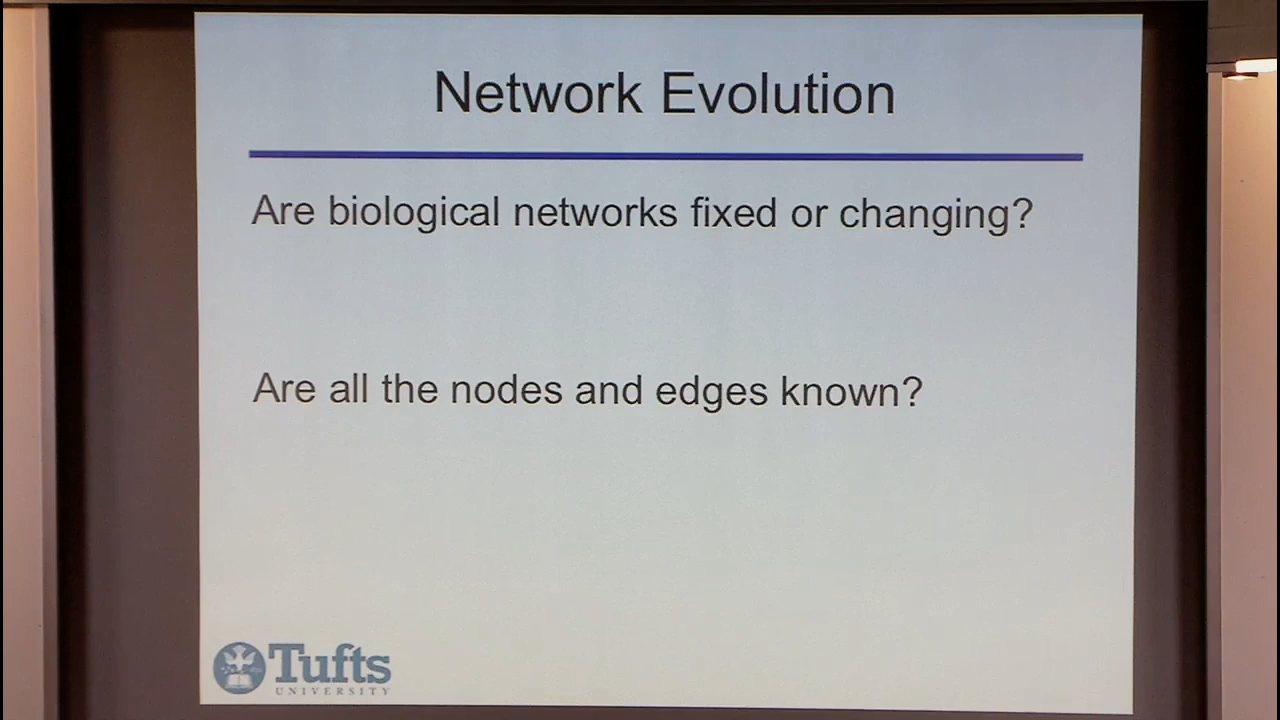 Network Evolution
Are biological networks fixed or changing?
Are all the nodes and edges known?
Tufts
UNIVERSITY